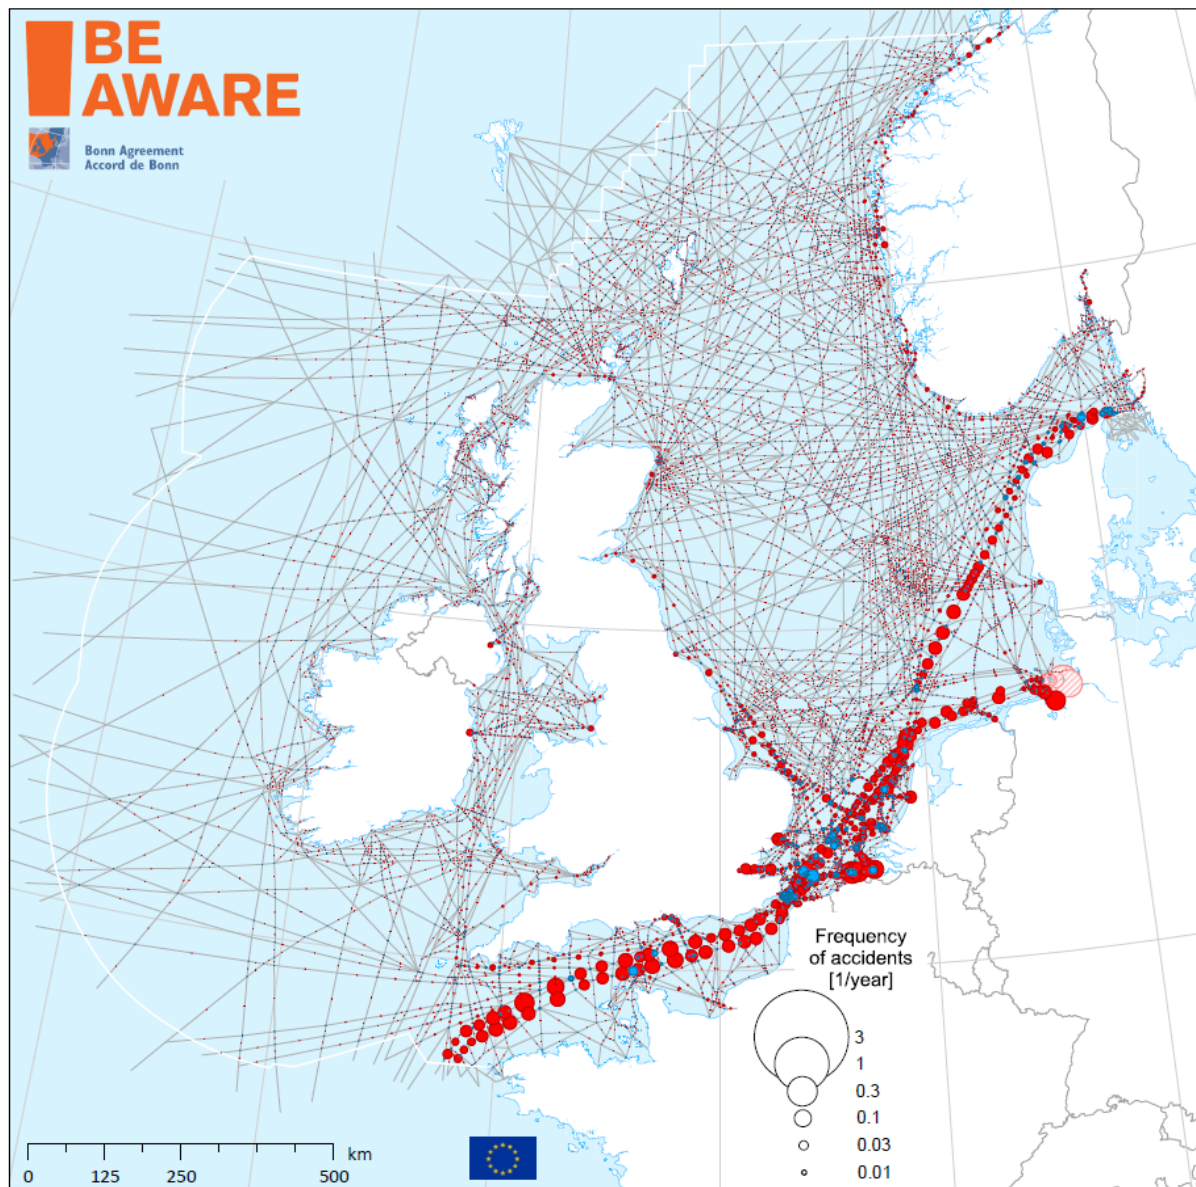 BE
AWARE
Bonn Agreement
Accord de Bonn
Frequency
of accidents
[1/year]
3
1
0.3
0.1
0.03
0.01
km
0 125 250 500